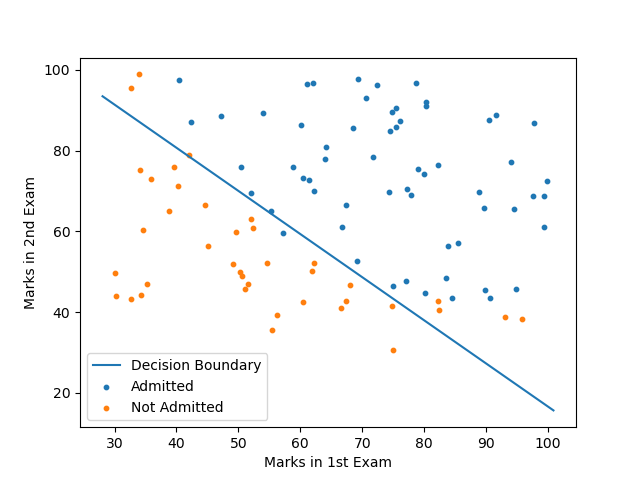 100
80
60
40
20
Marks in 2nd Exam
Decision Boundary
Admitted
Not Admitted
30 40 50 60 70 80 90 100
Marks in 1st Exam